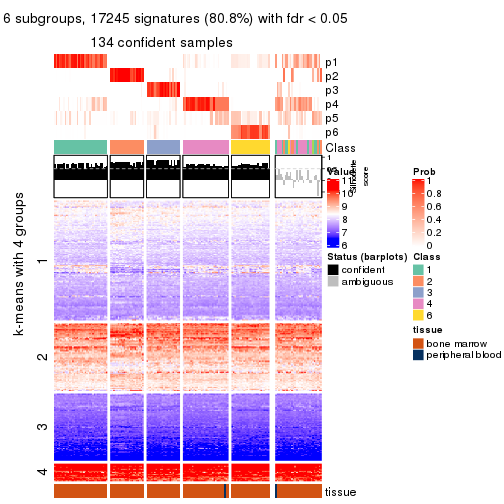 6 subgroups, 17245 signatures (80.8%) with fdr < 0.05
134 confident samples
p1
p2
p3
p4
p5
p6
Class
1
silhouette
score
Value
11
10
9
8
7
6
Prob
1
0.8
0.6
0.4
0.2
0
Status (barplots)
confident
ambiguous
Class
1
2
3
4
6
tissue
bone marrow
peripheral blood
k-means with 4 groups
1
2
3
4
tissue